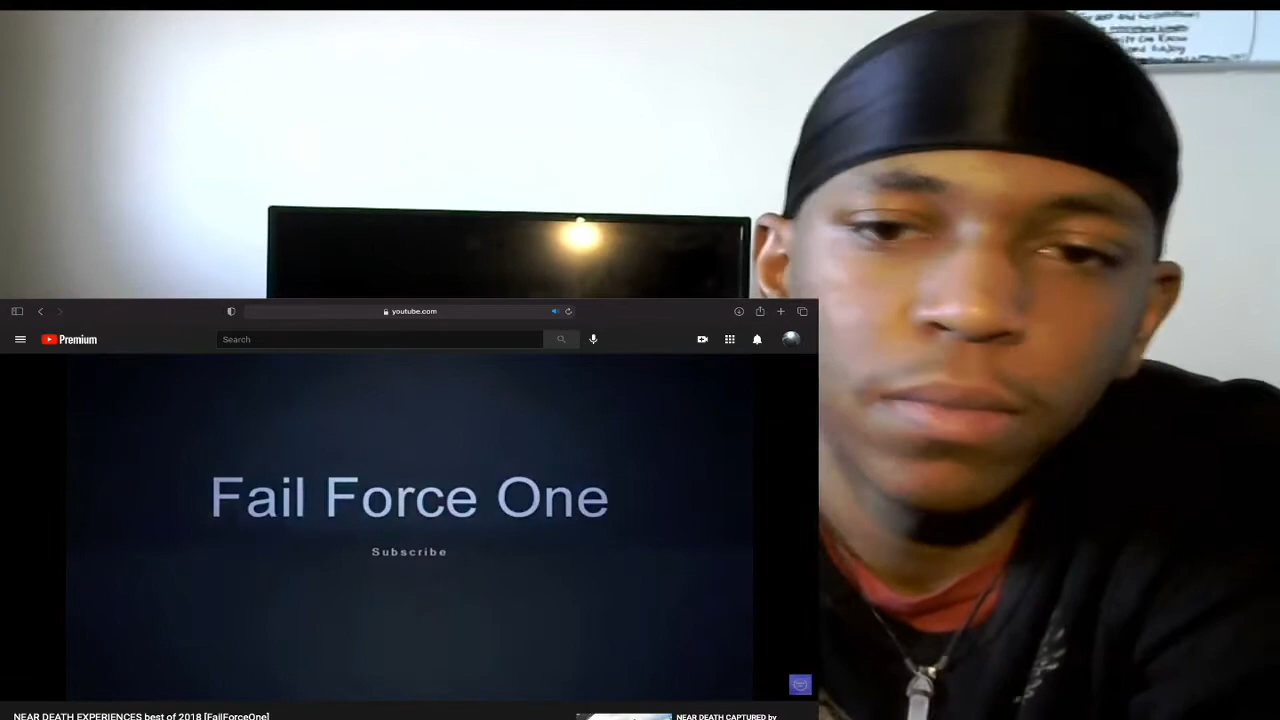 youtube.com
Premium
Search
Fail Force One
Subscribe
NEAR DEATH EXPERIENCES best of 2018 [FailForceOne]
NEAR DEATH CAPTURED by